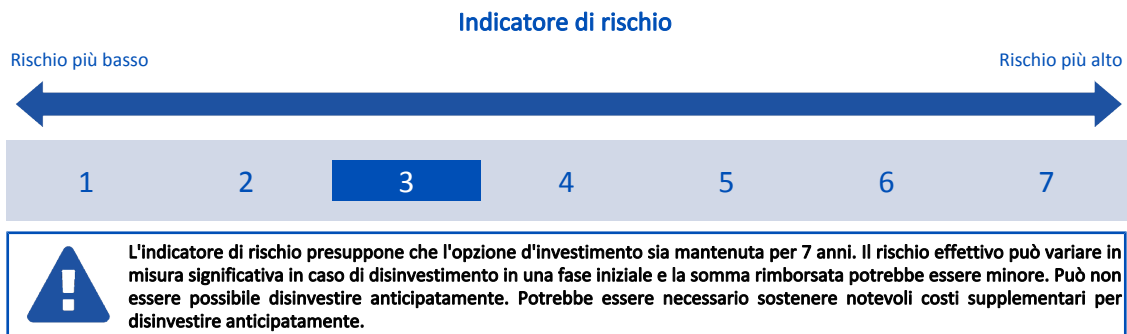 Indicatore di rischio
Rischio più basso
Rischio più alto
1 2 3 4 5 6 7
L'indicatore di rischio presuppone che l'opzione d'investimento sia mantenuta per 7 anni. Il rischio effettivo può variare in
misura significativa in caso di disinvestimento in una fase iniziale e la somma rimborsata potrebbe essere minore. Può non
essere possibile disinvestire anticipatamente. Potrebbe essere necessario sostenere notevoli costi supplementari per
disinvestire anticipatamente.